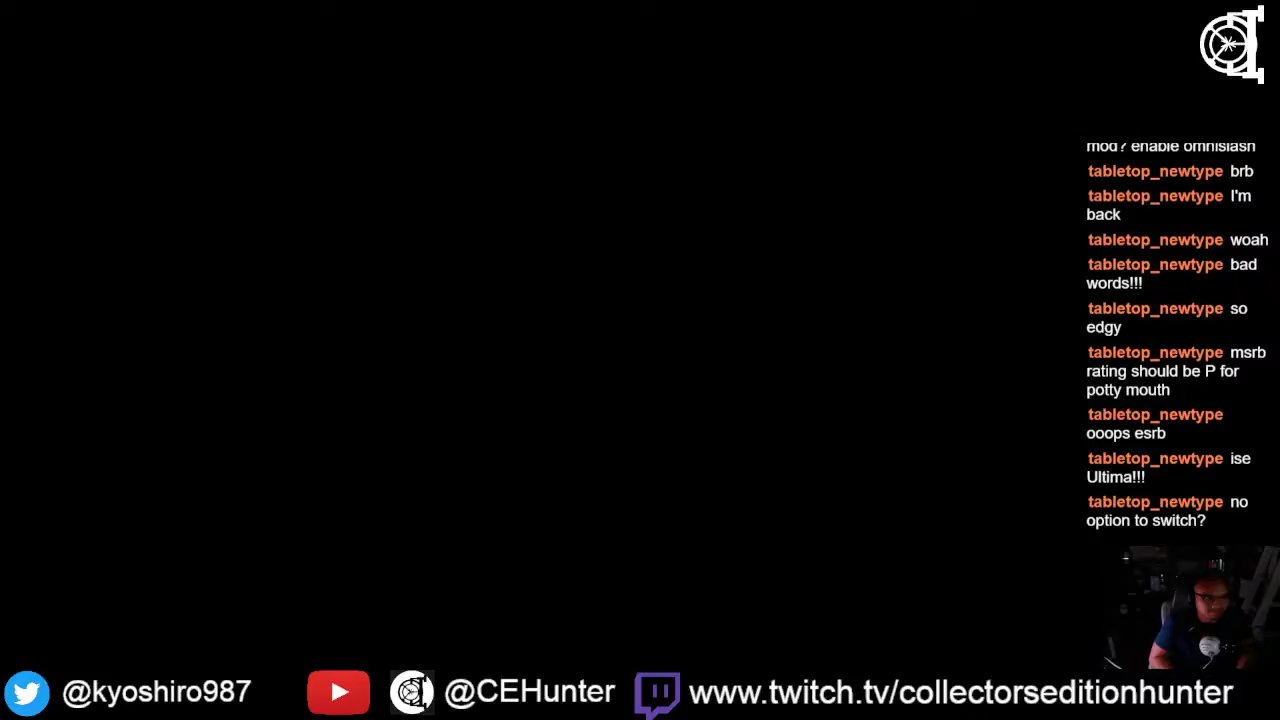 mod? enable omnislash
tabletop_newtype brb
tabletop_newtype I'm
back
tabletop_newtype woah
tabletop_newtype bad
words!!!
tabletop_newtype so
edgy
tabletop_newtype msrb
rating should be P for
potty mouth
tabletop_newtype
ooops esrb
tabletop_newtype ise
Ultima!!!
tabletop_newtype no
option to switch?
@kyoshiro987 @CEHunter www.twitch.tv/collectorseditionhunter